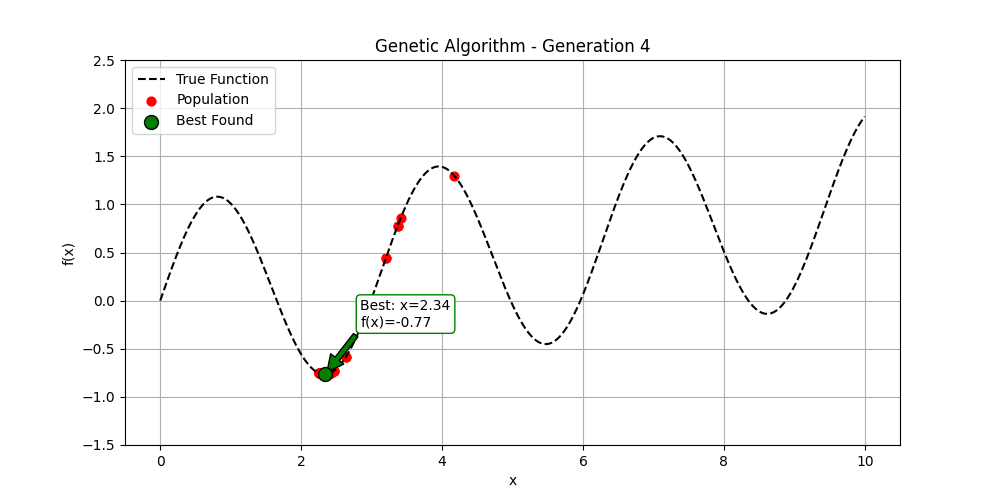 Genetic Algorithm - Generation 4
2.5
2.0
1.5
1.0
0.5
0.0
−0.5
−1.0
−1.5
f(x)
True Function
Population
Best Found
Best: x=2.34
f(x)=-0.77
0 2 4 6 8 10
x